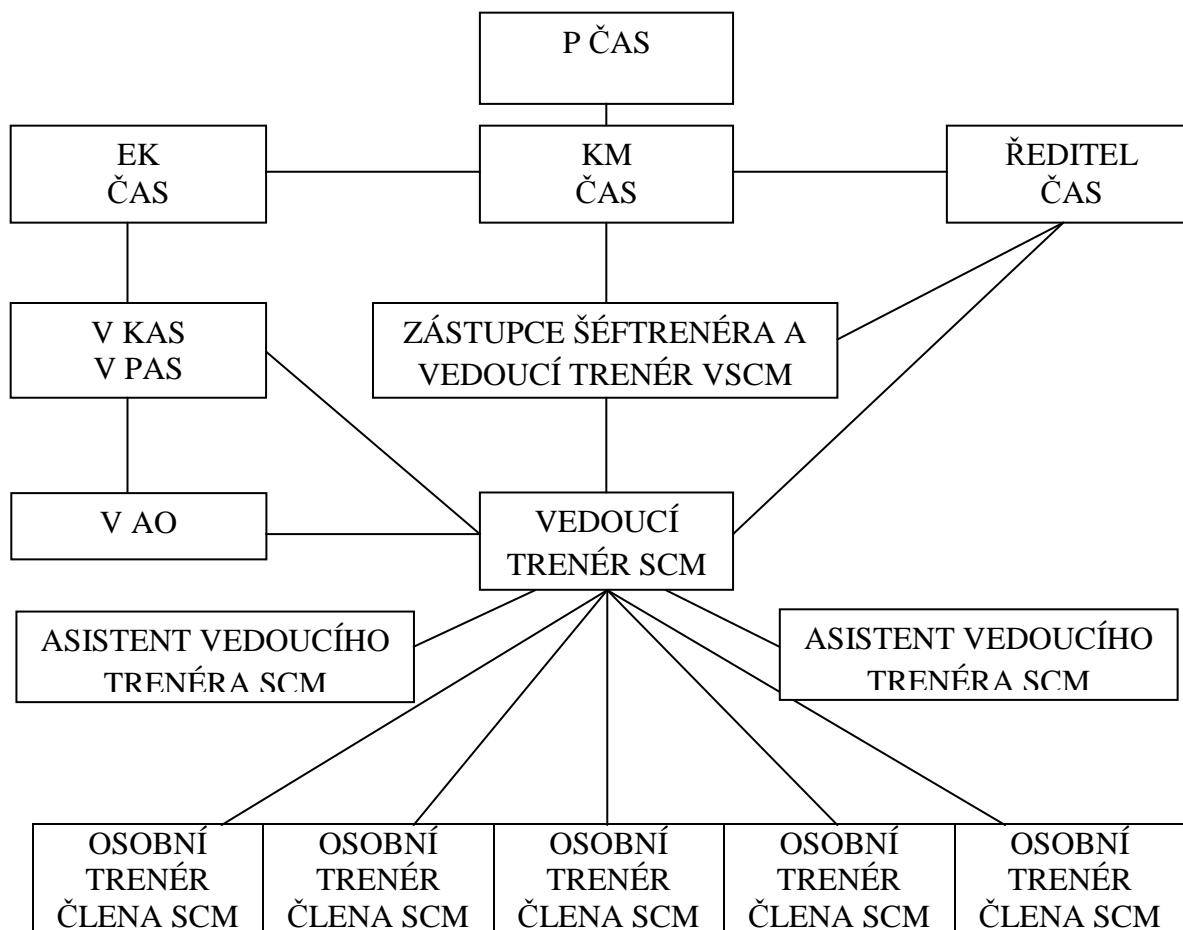 P ČAS
EK
ČAS
KM
ČAS
ŘEDITEL
ČAS
V KAS
V PAS
ZÁSTUPCE ŠÉFTRENÉRA A
VEDOUCÍ TRENÉR VSCM
V AO
VEDOUCÍ
TRENÉR SCM
ASISTENT VEDOUCÍHO
TRENÉRA SCM
ASISTENT VEDOUCÍHO
TRENÉRA SCM
OSOBNÍ
TRENÉR
ČLENA SCM
OSOBNÍ
TRENÉR
ČLENA SCM
OSOBNÍ
TRENÉR
ČLENA SCM
OSOBNÍ
TRENÉR
ČLENA SCM
OSOBNÍ
TRENÉR
ČLENA SCM